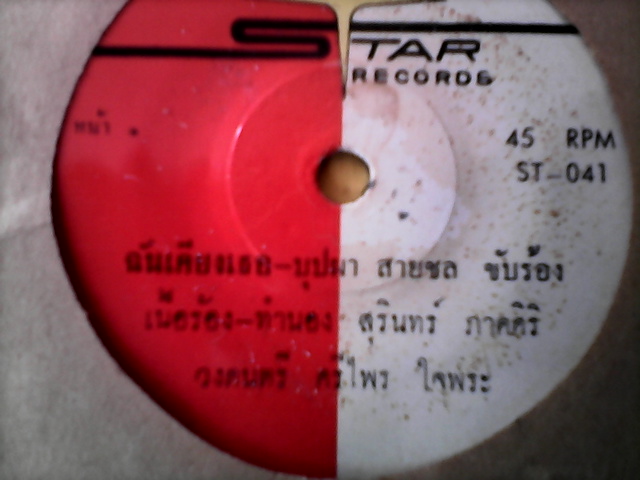 STAR
RECORDS
หน้า
45 RPM
ST-041
ฉันเคียงเธอ-บุปผา สายชล ขับร้อง
เนื้อร้อง-ทำนอง สุรินทร์ ภาคศิริ
วงดนตรี ศรีไพร ใจพระ